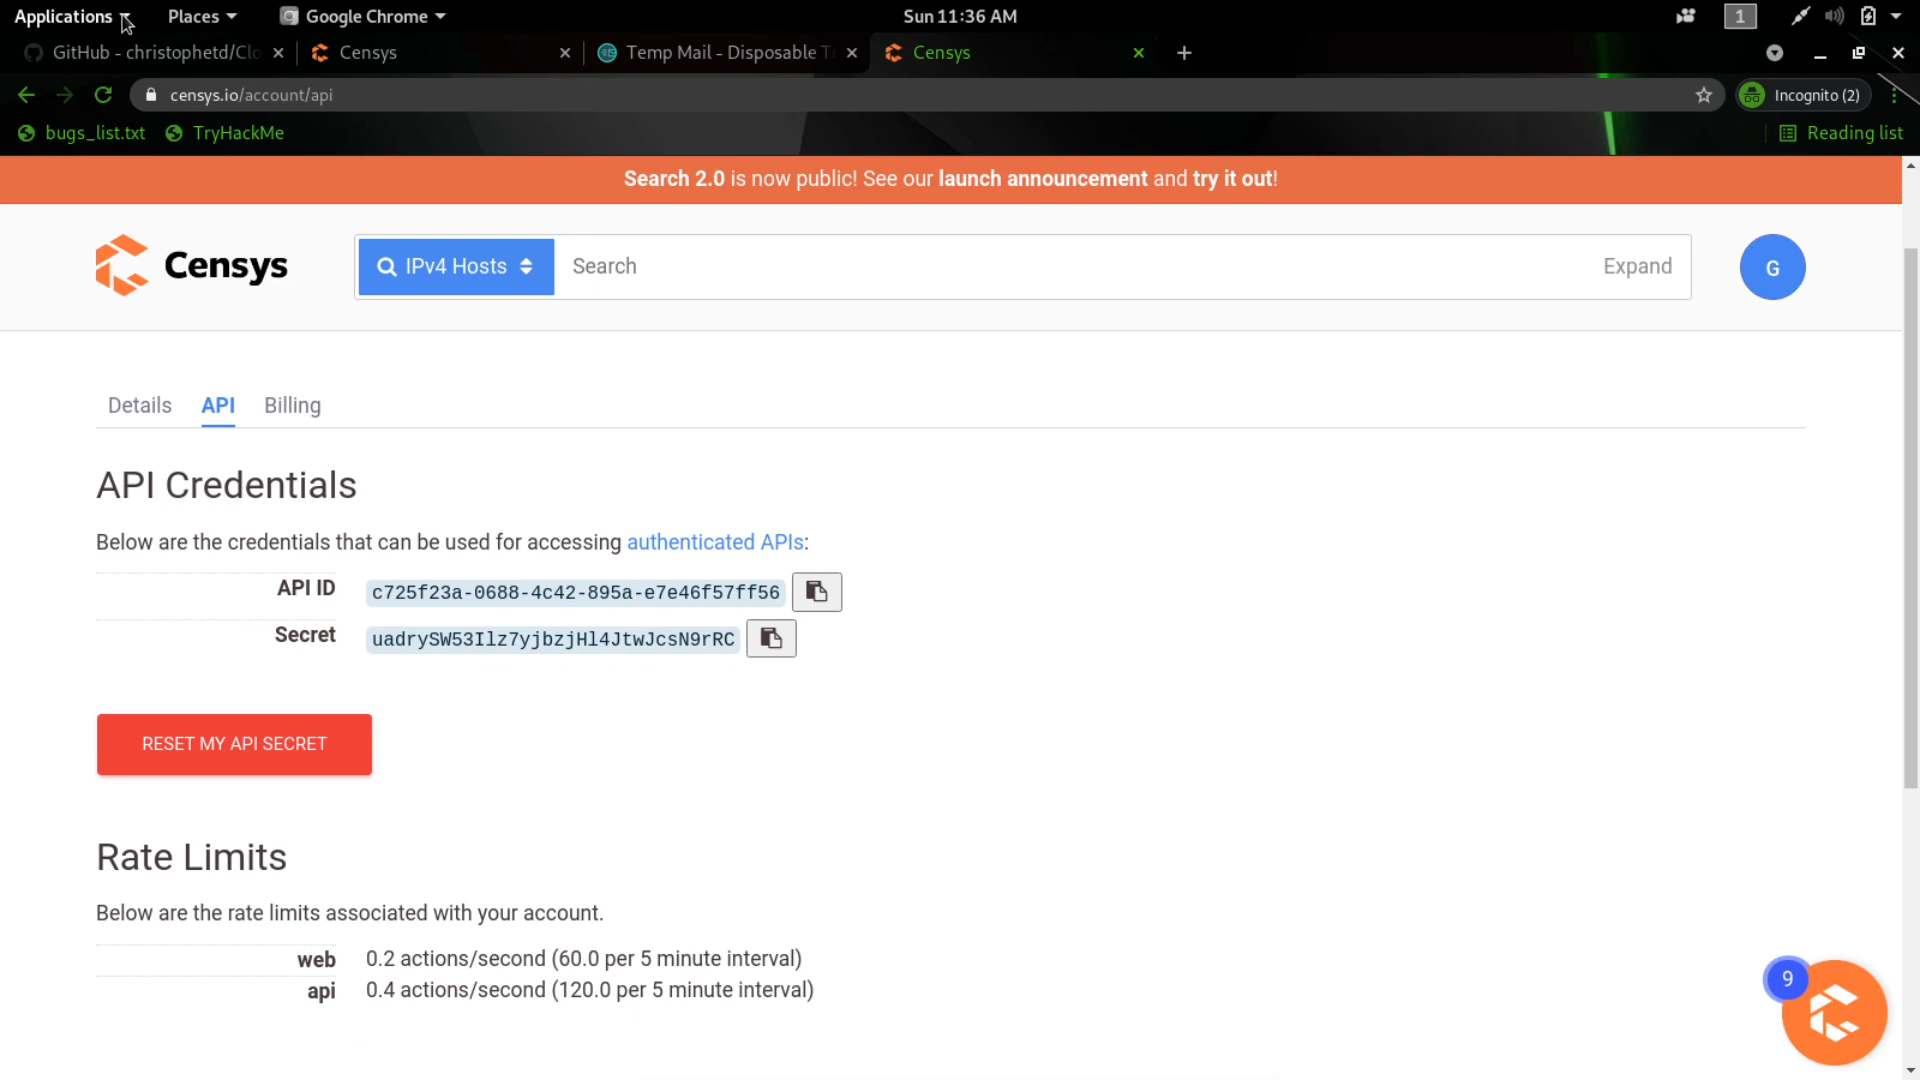 Applications Places Google Chrome Sun 11:36 AM 1
GitHub - christophetd/Clo Censys Temp Mail - Disposable Te Censys
censys.io/account/api Incognito (2)
bugs_list.txt TryHackMe Reading list
Search 2.0 is now public! See our launch announcement and try it out!
Censys IPv4 Hosts Search Expand G
Details API Billing
API Credentials
Below are the credentials that can be used for accessing authenticated APIs:
API ID c725f23a-0688-4c42-895a-e7e46f57ff56
Secret uadrySW53Ilz7yjbzjHl4JtwJcsN9rRC
RESET MY API SECRET
Rate Limits
Below are the rate limits associated with your account.
web 0.2 actions/second (60.0 per 5 minute interval)
api 0.4 actions/second (120.0 per 5 minute interval)
9